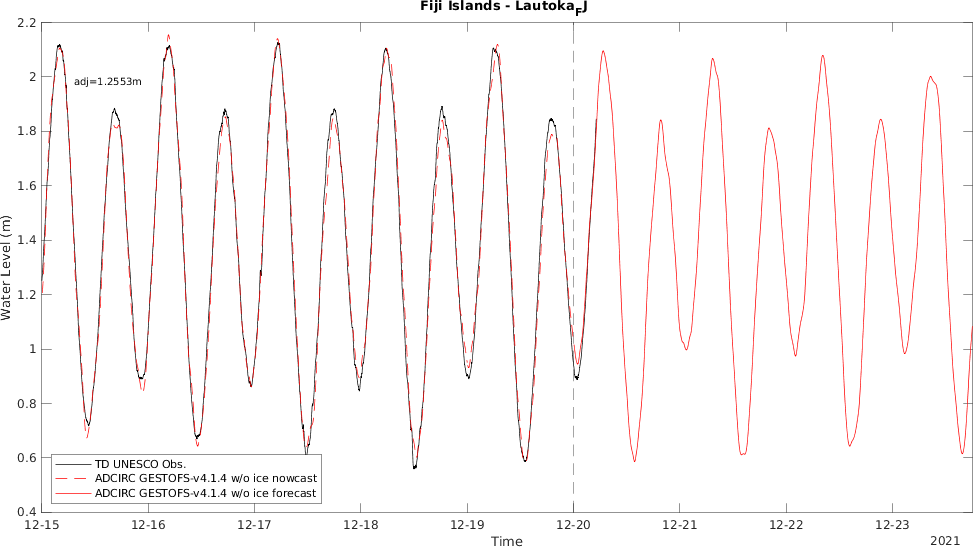 Fiji Islands - Lautoka_FJ
2.2
2
1.8
1.6
1.4
1.2
1
0.8
0.6
0.4
Water Level (m)
adj=1.2553m
TD UNESCO Obs.
ADCIRC GESTOFS-v4.1.4 w/o ice nowcast
ADCIRC GESTOFS-v4.1.4 w/o ice forecast
12-15 12-16 12-17 12-18 12-19 12-20 12-21 12-22 12-23
Time
2021